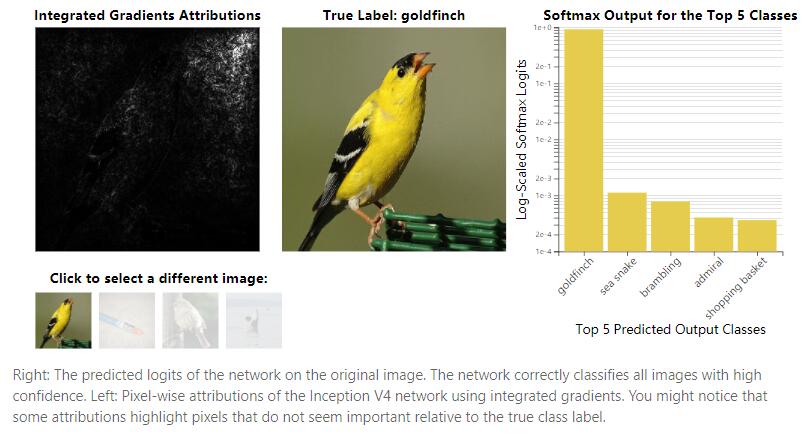 Integrated Gradients Attributions
True Label: goldfinch
Softmax Output for the Top 5 Classes
Log-Scaled Softmax Logits
1e+0
2e-1
1e-1
2e-2
1e-2
2e-3
1e-3
2e-4
1e-4
goldfinch
sea snake
brambling
admiral
shopping basket
Top 5 Predicted Output Classes
Click to select a different image:
Right: The predicted logits of the network on the original image. The network correctly classifies all images with high
confidence. Left: Pixel-wise attributions of the Inception V4 network using integrated gradients. You might notice that
some attributions highlight pixels that do not seem important relative to the true class label.